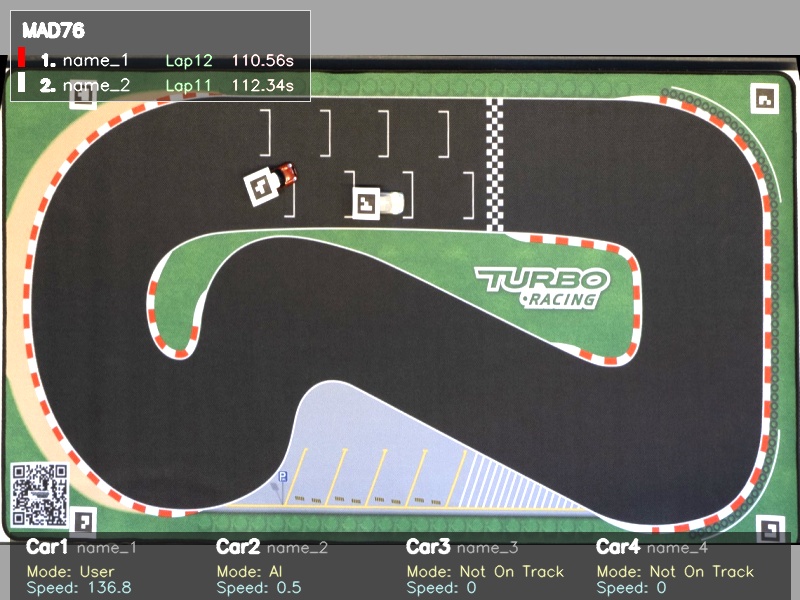 MAD76
1. name_1 Lap12 110.56s
2. name_2 Lap11 112.34s
TURBO
RACING
P
Car1 name_1
Mode: User
Speed: 136.8
Car2 name_2
Mode: AI
Speed: 0.5
Car3 name_3
Mode: Not On Track
Speed: 0
Car4 name_4
Mode: Not On Track
Speed: 0